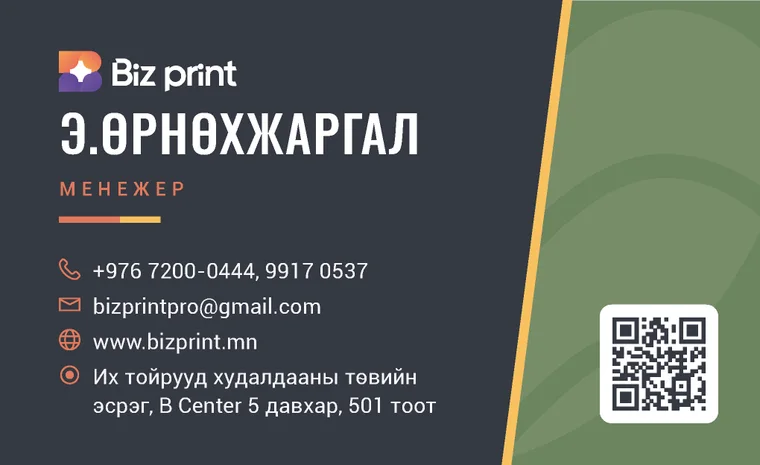 Biz print
Э.ӨРНӨХЖАРГАЛ
МЕНЕЖЕР
+976 7200-0444, 9917 0537
bizprintpro@gmail.com
www.bizprint.mn
Их тойрууд худалдааны төвийн
эсрэг, B Center 5 давхар, 501 тоот